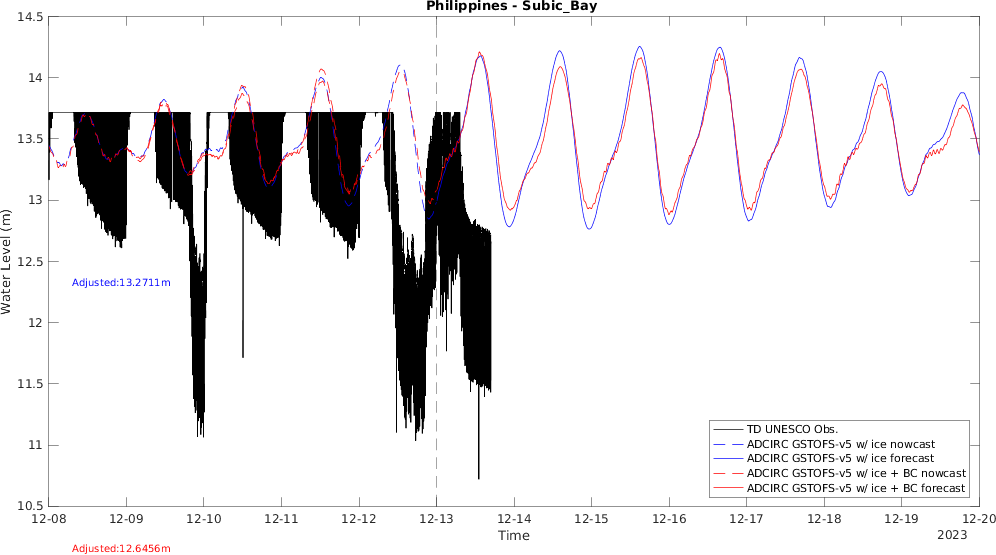 Philippines - Subic_Bay
14.5
14
13.5
13
12.5
12
11.5
11
10.5
Water Level (m)
Adjusted:13.2711m
TD UNESCO Obs.
ADCIRC GSTOFS-v5 w/ ice nowcast
ADCIRC GSTOFS-v5 w/ ice forecast
ADCIRC GSTOFS-v5 w/ ice + BC nowcast
ADCIRC GSTOFS-v5 w/ ice + BC forecast
12-08 12-09 12-10 12-11 12-12 12-13 12-14 12-15 12-16 12-17 12-18 12-19 12-20
Time
2023
Adjusted:12.6456m